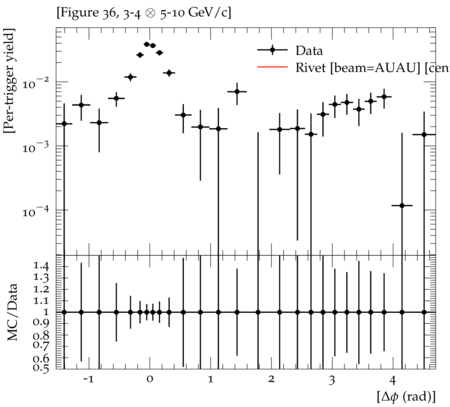 [Figure 36, 3-4 ⊗ 5-10 GeV/c]
[Per-trigger yield]
Data
Rivet [beam=AUAU] [cen
10⁻²
10⁻³
10⁻⁴
MC/Data
1.4
1.3
1.2
1.1
1
0.9
0.8
0.7
0.6
0.5
-1 0 1 2 3 4
[Δϕ (rad)]